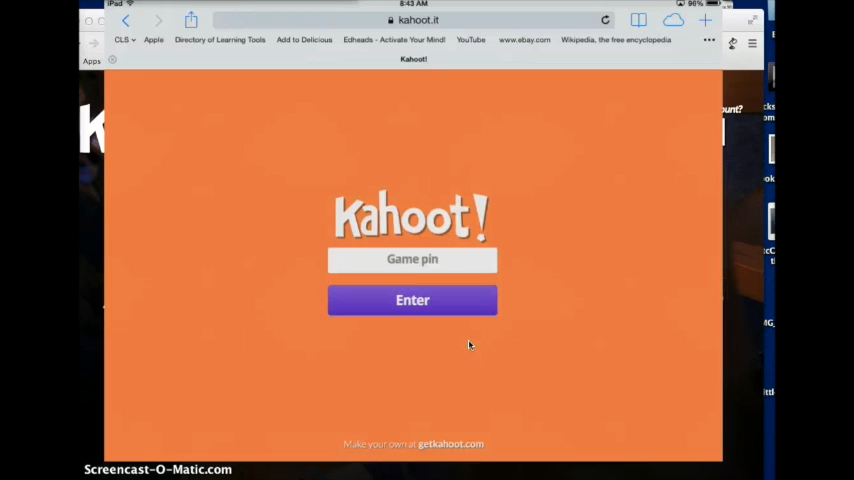 iPad 8:43 AM 96%
kahoot.it
CLS Apple Directory of Learning Tools Add to Delicious Edheads - Activate Your Mind! YouTube www.ebay.com Wikipedia, the free encyclopedia
Apps Kahoot!
K ount?
Kahoot!
Game pin
Enter
Make your own at getkahoot.com
Screencast-O-Matic.com